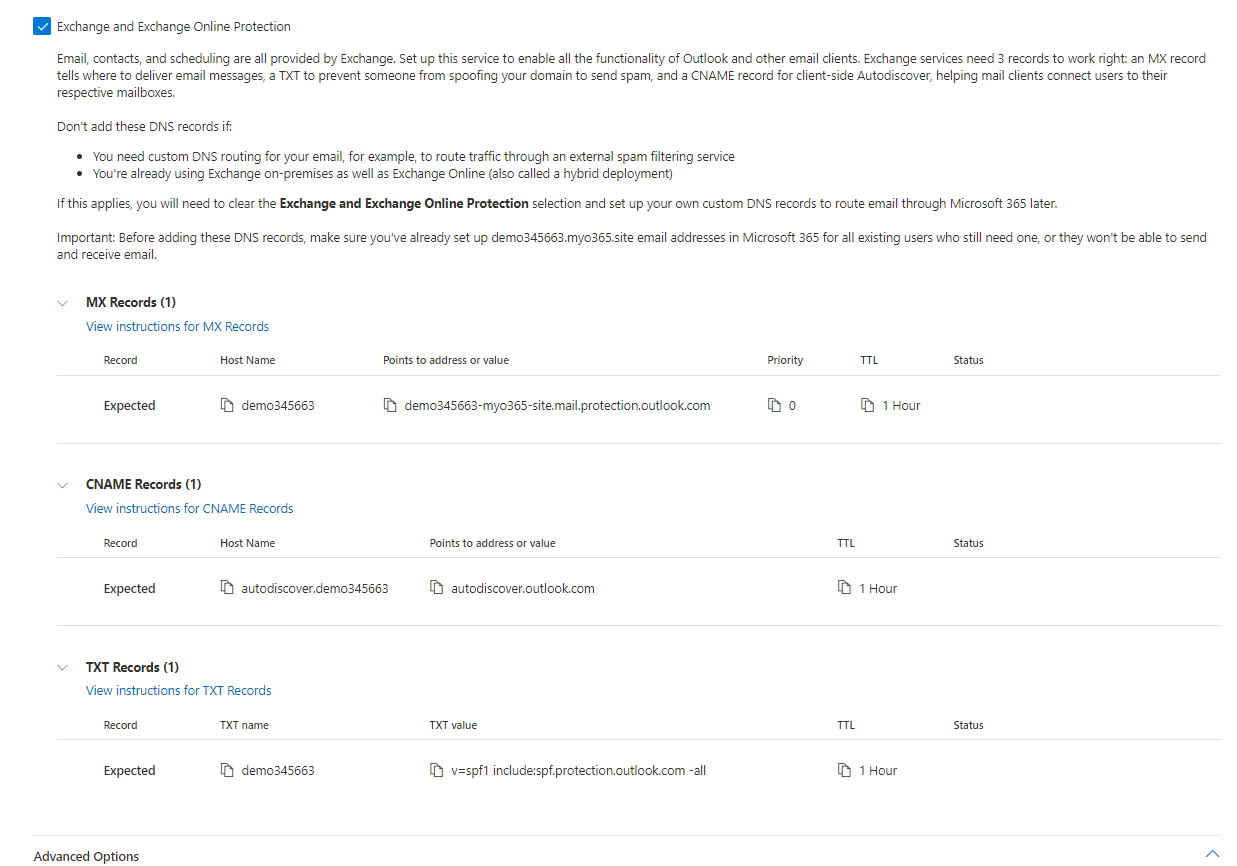 Exchange and Exchange Online Protection
Email, contacts, and scheduling are all provided by Exchange. Set up this service to enable all the functionality of Outlook and other email clients. Exchange services need 3 records to work right: an MX record
tells where to deliver email messages, a TXT to prevent someone from spoofing your domain to send spam, and a CNAME record for client-side Autodiscover, helping mail clients connect users to their
respective mailboxes.
Don't add these DNS records if:
• You need custom DNS routing for your email, for example, to route traffic through an external spam filtering service
• You're already using Exchange on-premises as well as Exchange Online (also called a hybrid deployment)
If this applies, you will need to clear the Exchange and Exchange Online Protection selection and set up your own custom DNS records to route email through Microsoft 365 later.
Important: Before adding these DNS records, make sure you've already set up demo345663.myo365.site email addresses in Microsoft 365 for all existing users who still need one, or they won't be able to send
and receive email.
MX Records (1)
View instructions for MX Records
Record Host Name Points to address or value Priority TTL Status
Expected demo345663 demo345663-myo365-site.mail.protection.outlook.com 0 1 Hour
CNAME Records (1)
View instructions for CNAME Records
Record Host Name Points to address or value TTL Status
Expected autodiscover.demo345663 autodiscover.outlook.com 1 Hour
TXT Records (1)
View instructions for TXT Records
Record TXT name TXT value TTL Status
Expected demo345663 v=spf1 include:spf.protection.outlook.com -all 1 Hour
Advanced Options